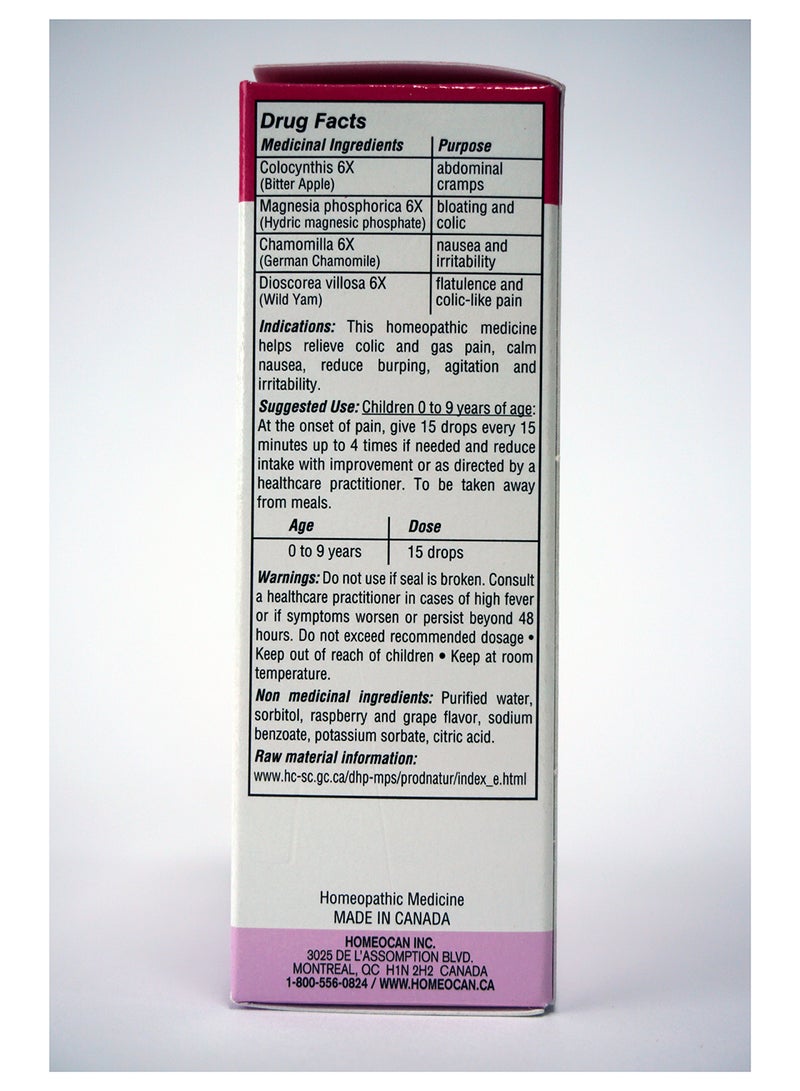 Drug Facts
Medicinal Ingredients Purpose
Colocynthis 6X abdominal
(Bitter Apple) cramps
Magnesia phosphorica 6X bloating and
(Hydric magnesic phosphate) colic
Chamomilla 6X nausea and
(German Chamomile) irritability
Dioscorea villosa 6X flatulence and
(Wild Yam) colic-like pain
Indications: This homeopathic medicine
helps relieve colic and gas pain, calm
nausea, reduce burping, agitation and
irritability.
Suggested Use: Children 0 to 9 years of age:
At the onset of pain, give 15 drops every 15
minutes up to 4 times if needed and reduce
intake with improvement or as directed by a
healthcare practitioner. To be taken away
from meals.
Age Dose
0 to 9 years 15 drops
Warnings: Do not use if seal is broken. Consult
a healthcare practitioner in cases of high fever
or if symptoms worsen or persist beyond 48
hours. Do not exceed recommended dosage •
Keep out of reach of children • Keep at room
temperature.
Non medicinal ingredients: Purified water,
sorbitol, raspberry and grape flavor, sodium
benzoate, potassium sorbate, citric acid.
Raw material information:
www.hc-sc.gc.ca/dhp-mps/prodnatur/index_e.html
Homeopathic Medicine
MADE IN CANADA
HOMEOCAN INC.
3025 DE L'ASSOMPTION BLVD.
MONTREAL, QC H1N 2H2 CANADA
1-800-556-0824 / WWW.HOMEOCAN.CA